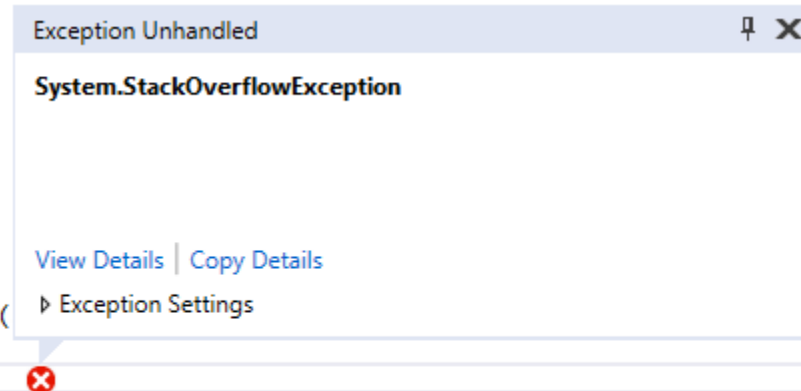 Exception Unhandled
System.StackOverflowException
View Details | Copy Details
Exception Settings
(